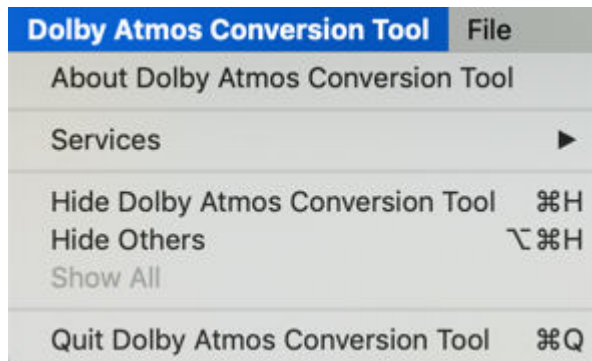 Dolby Atmos Conversion Tool File
About Dolby Atmos Conversion Tool
Services ▶
Hide Dolby Atmos Conversion Tool ⌘H
Hide Others ⌥⌘H
Show All
Quit Dolby Atmos Conversion Tool ⌘Q